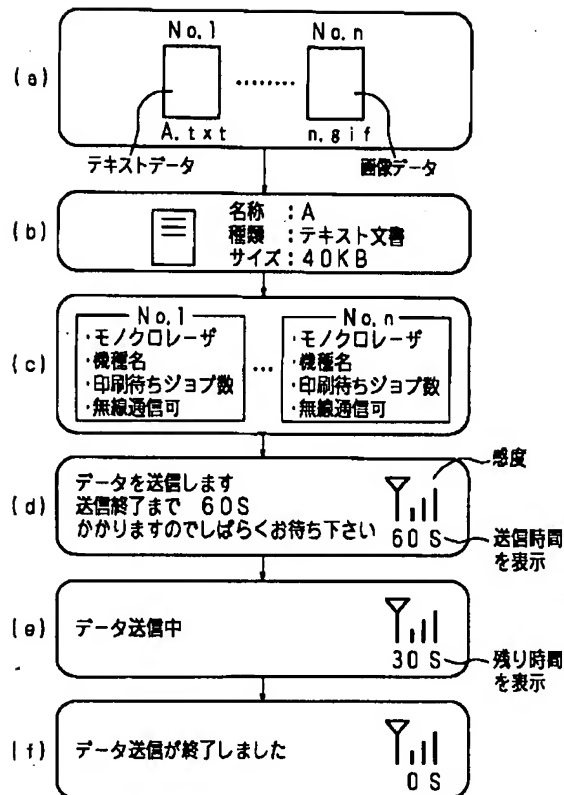 No.1 No.n
(a)
........
A.txt n.gif
テキストデータ 画像データ
(b)
名称 :A
種類 :テキスト文書
サイズ:40KB
(c)
No.1 No.n
・モノクロレーザ ・モノクロレーザ
・機種名 … ・機種名
・印刷待ちジョブ数 ・印刷待ちジョブ数
・無線通信可 ・無線通信可
感度
(d)
データを送信します
送信終了まで 60S
かかりますのでしばらくお待ち下さい
60 S
送信時間
を表示
(e) データ送信中
30 S
残り時間
を表示
(f) データ送信が終了しました
0 S